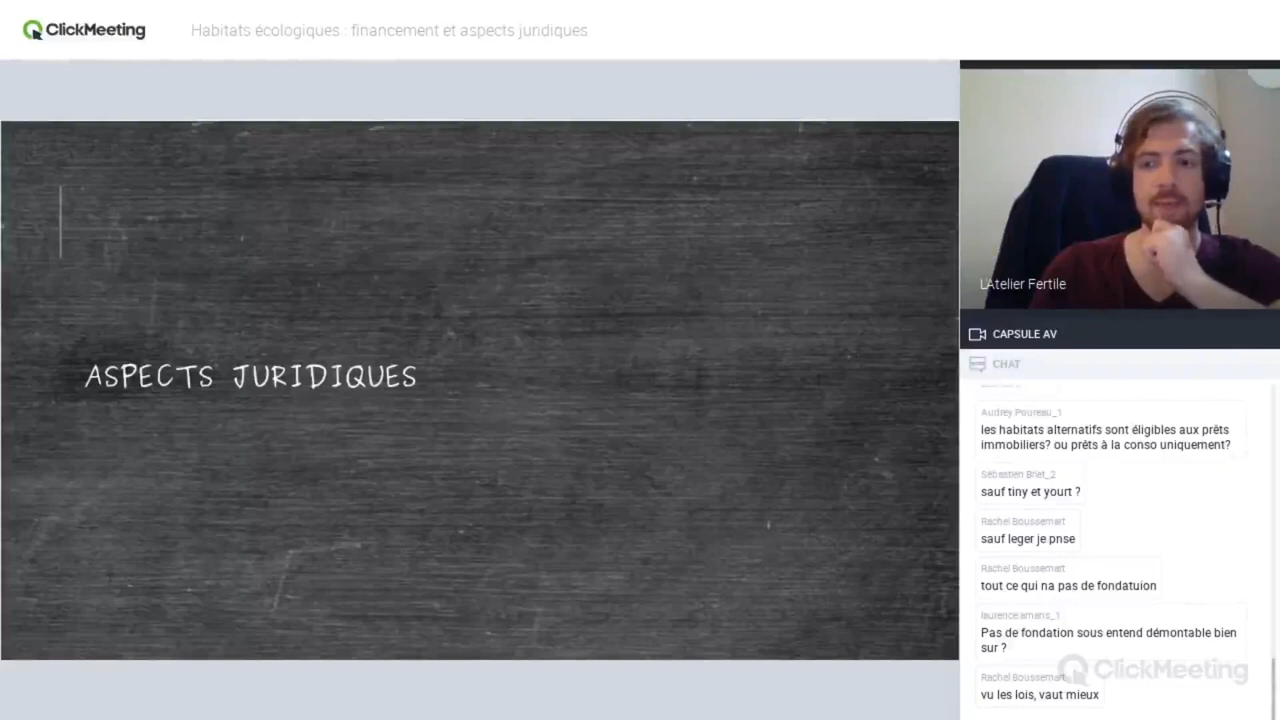 ClickMeeting
Habitats écologiques : financement et aspects juridiques
ASPECTS JURIDIQUES
L'Atelier Fertile
CAPSULE AV
CHAT
Audrey Poureau_1
les habitats alternatifs sont éligibles aux prêts
immobiliers? ou prêts à la conso uniquement?
Sébastien Briet_2
sauf tiny et yourt ?
Rachel Boussemart
sauf leger je pnse
Rachel Boussemart
tout ce qui na pas de fondatuion
laurence.amans_1
Pas de fondation sous entend démontable bien
sur ?
Rachel Boussemart
vu les lois, vaut mieux
ClickMeeting